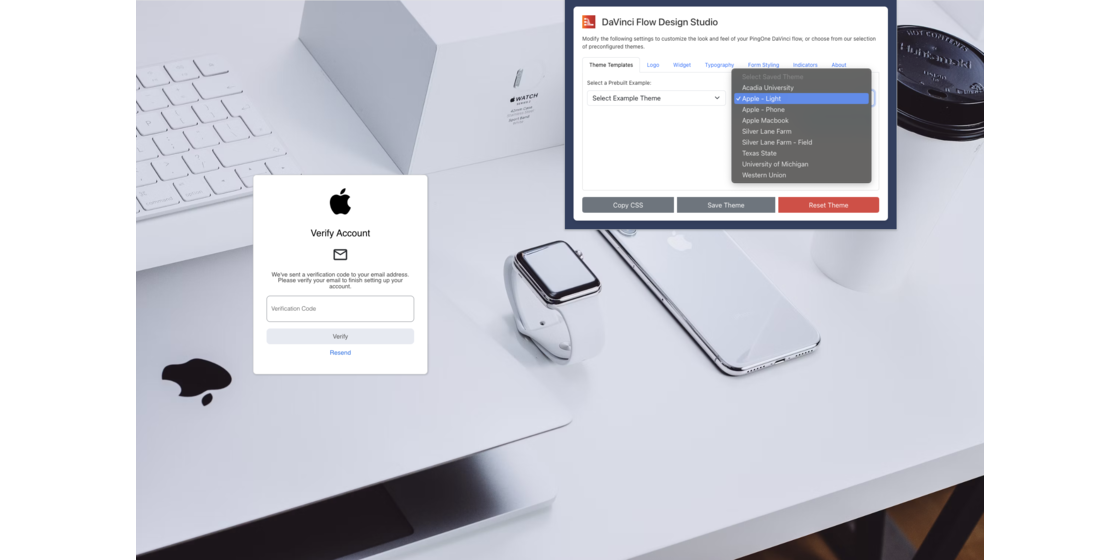 DaVinci Flow Design Studio
Modify the following settings to customize the look and feel of your PingOne DaVinci flow, or choose from our selection
of preconfigured themes.
Theme Templates Logo Widget Typography Form Styling Indicators About
Select a Prebuilt Example:
Select Example Theme
Select Saved Theme
Acadia University
✓ Apple - Light
Apple - Phone
Apple Macbook
Silver Lane Farm
Silver Lane Farm - Field
Texas State
University of Michigan
Western Union
Copy CSS Save Theme Reset Theme
HOT CONTENTS
Huhtamaki
WATCH
Verify Account
We've sent a verification code to your email address.
Please verify your email to finish setting up your
account.
Verification Code
Verify
Resend